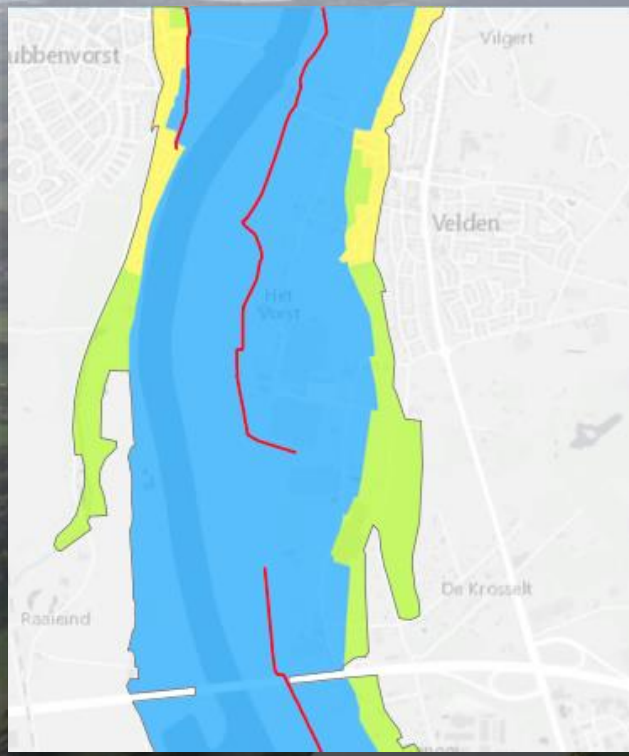 ubbenvorst
Vilgert
Velden
Het
Vorst
De Krosselt
Raaieind